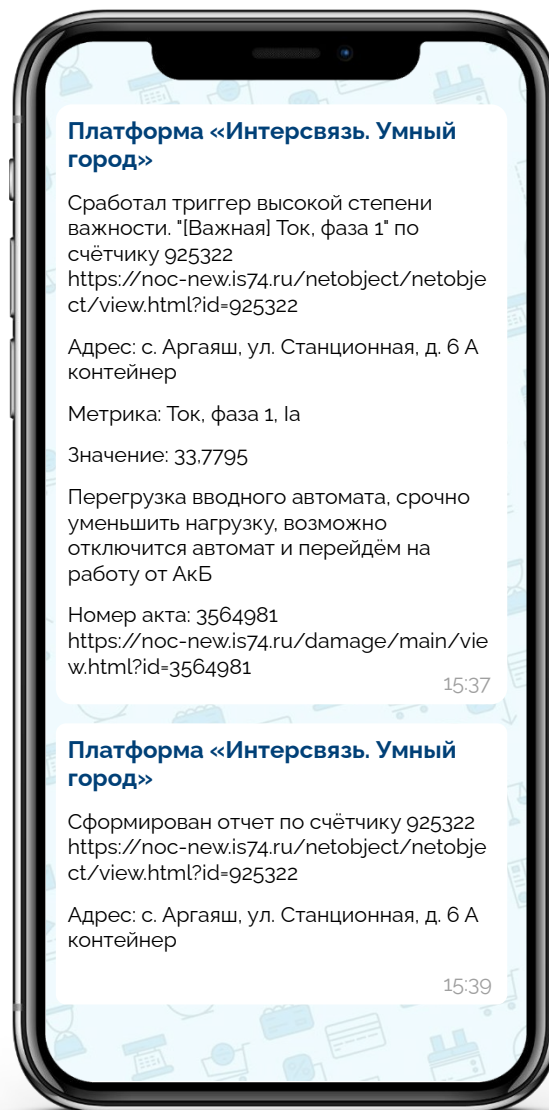 Платформа «Интерсвязь. Умный
город»
Сработал триггер высокой степени
важности. "[Важная] Ток, фаза 1" по
счётчику 925322
https://noc-new.is74.ru/netobject/netobje
ct/view.html?id=925322
Адрес: с. Аргаяш, ул. Станционная, д. 6 А
контейнер
Метрика: Ток, фаза 1, Ia
Значение: 33,7795
Перегрузка вводного автомата, срочно
уменьшить нагрузку, возможно
отключится автомат и перейдём на
работу от АкБ
Номер акта: 3564981
https://noc-new.is74.ru/damage/main/vie
w.html?id=3564981
15:37
Платформа «Интерсвязь. Умный
город»
Сформирован отчет по счётчику 925322
https://noc-new.is74.ru/netobject/netobje
ct/view.html?id=925322
Адрес: с. Аргаяш, ул. Станционная, д. 6 А
контейнер
15:39